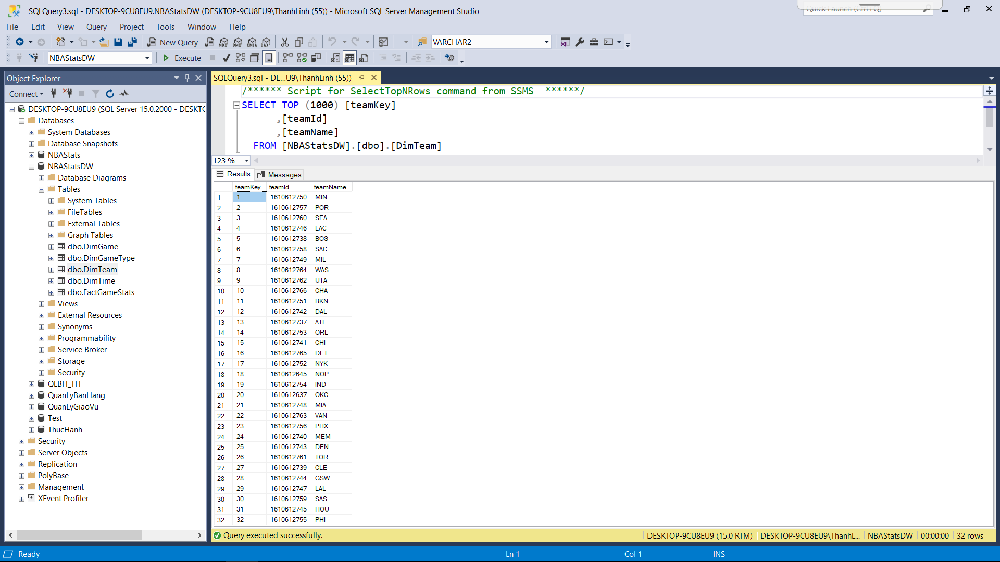 SQLQuery3.sql - DESKTOP-9CU8EU9.NBAStatsDW (DESKTOP-9CU8EU9\ThanhLinh (55)) - Microsoft SQL Server Management Studio
Quick Launch (Ctrl+Q)
File Edit View Query Project Tools Window Help
New Query MDX DMX XMLA DAX VARCHAR2
NBAStatsDW Execute
Object Explorer
Connect
DESKTOP-9CU8EU9 (SQL Server 15.0.2000 - DESKTC
Databases
System Databases
Database Snapshots
NBAStats
NBAStatsDW
Database Diagrams
Tables
System Tables
FileTables
External Tables
Graph Tables
dbo.DimGame
dbo.DimGameType
dbo.DimTeam
dbo.DimTime
dbo.FactGameStats
Views
External Resources
Synonyms
Programmability
Service Broker
Storage
Security
QLBH_TH
QuanLyBanHang
QuanLyGiaoVu
Test
ThucHanh
Security
Server Objects
Replication
PolyBase
Management
XEvent Profiler
SQLQuery3.sql - DE...U9\ThanhLinh (55))
/****** Script for SelectTopNRows command from SSMS  ******/
SELECT TOP (1000) [teamKey]
,[teamId]
,[teamName]
FROM [NBAStatsDW].[dbo].[DimTeam]
123 %
Results Messages
teamKey teamId teamName
1 1 1610612750 MIN
2 2 1610612757 POR
3 3 1610612760 SEA
4 4 1610612746 LAC
5 5 1610612738 BOS
6 6 1610612758 SAC
7 7 1610612749 MIL
8 8 1610612764 WAS
9 9 1610612762 UTA
10 10 1610612766 CHA
11 11 1610612751 BKN
12 12 1610612742 DAL
13 13 1610612737 ATL
14 14 1610612753 ORL
15 15 1610612741 CHI
16 16 1610612765 DET
17 17 1610612752 NYK
18 18 1610612645 NOP
19 19 1610612754 IND
20 20 1610612637 OKC
21 21 1610612748 MIA
22 22 1610612763 VAN
23 23 1610612756 PHX
24 24 1610612740 MEM
25 25 1610612743 DEN
26 26 1610612761 TOR
27 27 1610612739 CLE
28 28 1610612744 GSW
29 29 1610612747 LAL
30 30 1610612759 SAS
31 31 1610612745 HOU
32 32 1610612755 PHI
Query executed successfully. DESKTOP-9CU8EU9 (15.0 RTM) DESKTOP-9CU8EU9\ThanhL... NBAStatsDW 00:00:00 32 rows
Ready Ln 1 Col 1 INS